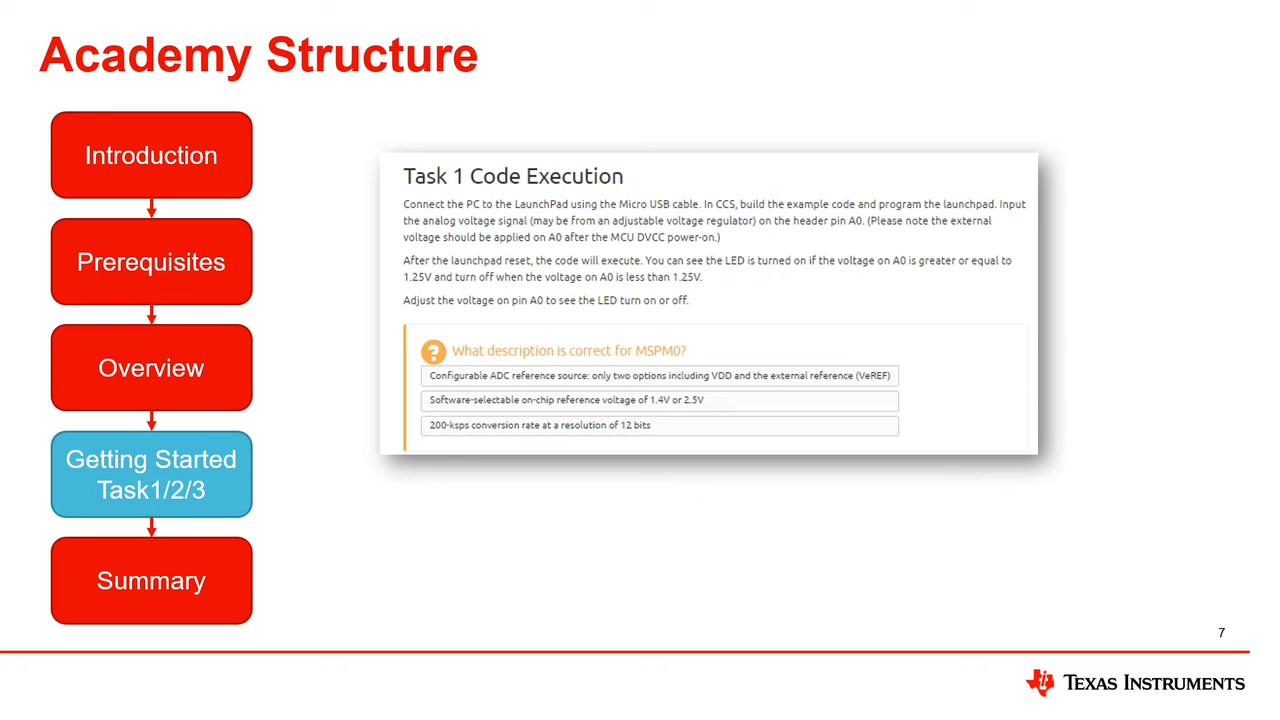 Academy Structure
Introduction
Prerequisites
Overview
Getting Started
Task1/2/3
Summary
Task 1 Code Execution
Connect the PC to the LaunchPad using the Micro USB cable. In CCS, build the example code and program the launchpad. Input
the analog voltage signal (may be from an adjustable voltage regulator) on the header pin A0. (Please note the external
voltage should be applied on A0 after the MCU DVCC power-on.)
After the launchpad reset, the code will execute. You can see the LED is turned on if the voltage on A0 is greater or equal to
1.25V and turn off when the voltage on A0 is less than 1.25V.
Adjust the voltage on pin A0 to see the LED turn on or off.
? What description is correct for MSPM0?
Configurable ADC reference source: only two options including VDD and the external reference (VeREF)
Software-selectable on-chip reference voltage of 1.4V or 2.5V
200-ksps conversion rate at a resolution of 12 bits
7
TEXAS INSTRUMENTS